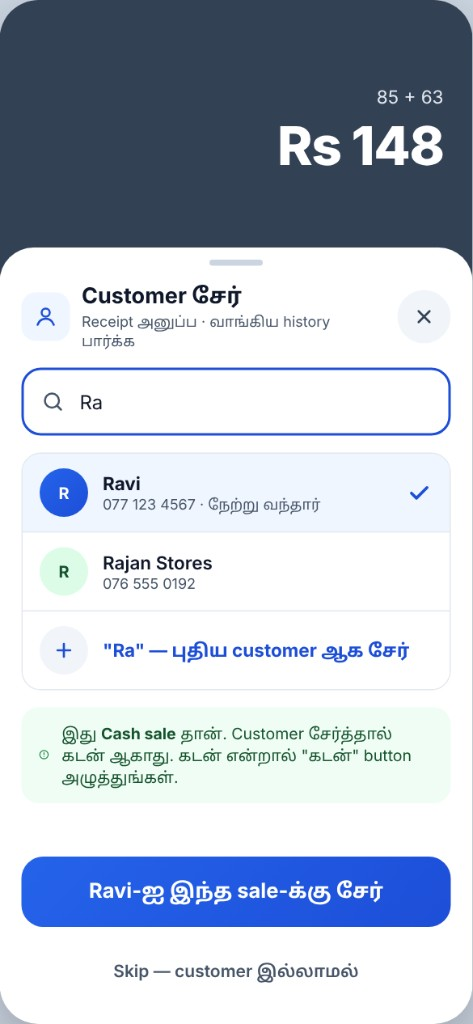 85 + 63
Rs 148
Customer சேர்
Receipt அனுப்ப · வாங்கிய history
பார்க்க
Ra
R
Ravi
077 123 4567 · நேற்று வந்தார்
R
Rajan Stores
076 555 0192
"Ra" — புதிய customer ஆக சேர்
இது Cash sale தான். Customer சேர்த்தால்
கடன் ஆகாது. கடன் என்றால் "கடன்" button
அழுத்துங்கள்.
Ravi-ஐ இந்த sale-க்கு சேர்
Skip — customer இல்லாமல்